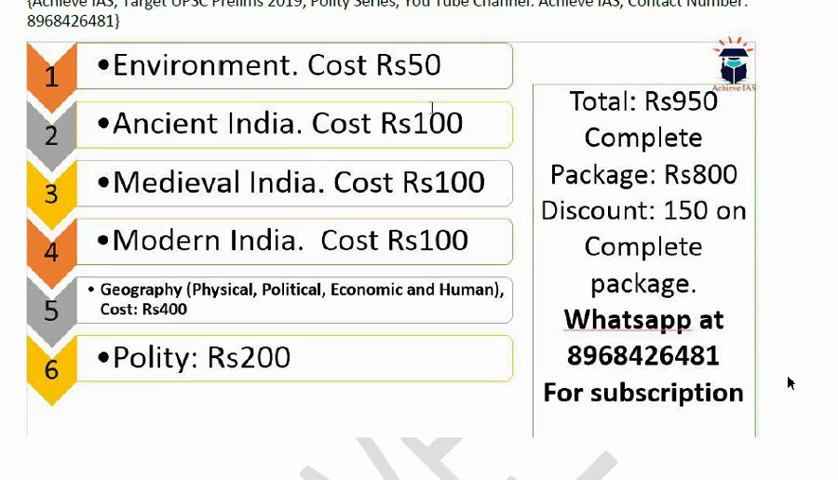 {Achieve IAS, Target UPSC Prelims 2019, Polity Series, You Tube Channel: Achieve IAS, Contact Number:
8968426481}
1 •Environment. Cost Rs50
2 •Ancient India. Cost Rs100
3 •Medieval India. Cost Rs100
4 •Modern India.  Cost Rs100
5 • Geography (Physical, Political, Economic and Human),
Cost: Rs400
6 •Polity: Rs200
Achieve IAS
Total: Rs950
Complete
Package: Rs800
Discount: 150 on
Complete
package.
Whatsapp at
8968426481
For subscription